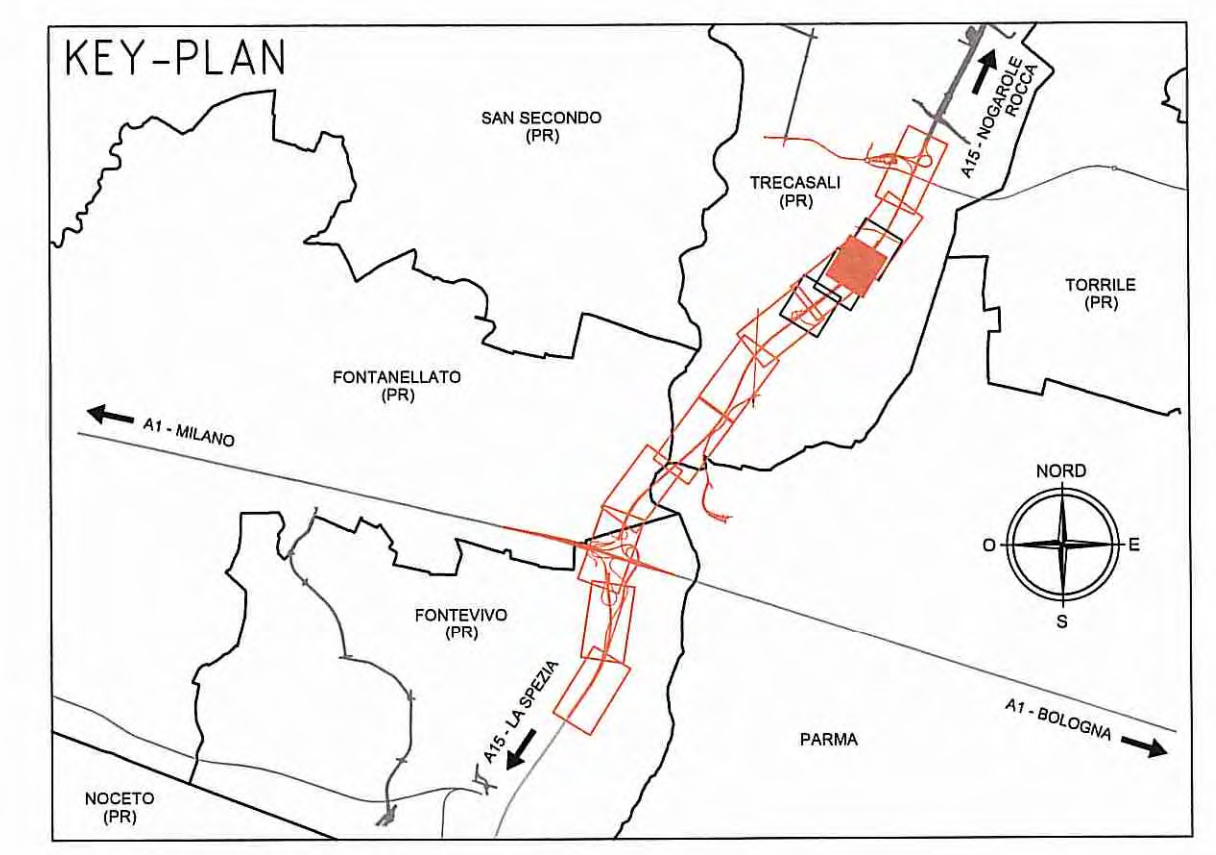 KEY-PLAN
SAN SECONDO
(PR)
A15 - NOGAROLE
ROCCA
TRECASALI
(PR)
TORRILE
(PR)
FONTANELLATO
(PR)
A1 - MILANO
NORD
O
E
S
FONTEVIVO
(PR)
A15 - LA SPEZIA
A1 - BOLOGNA
PARMA
NOCETO
(PR)